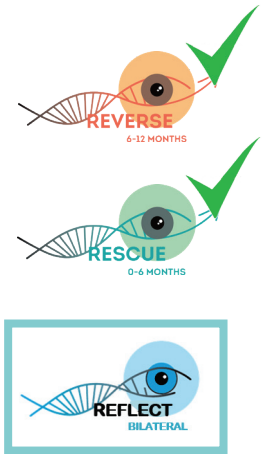 REVERSE
6-12 MONTHS
RESCUE
0-6 MONTHS
REFLECT
BILATERAL